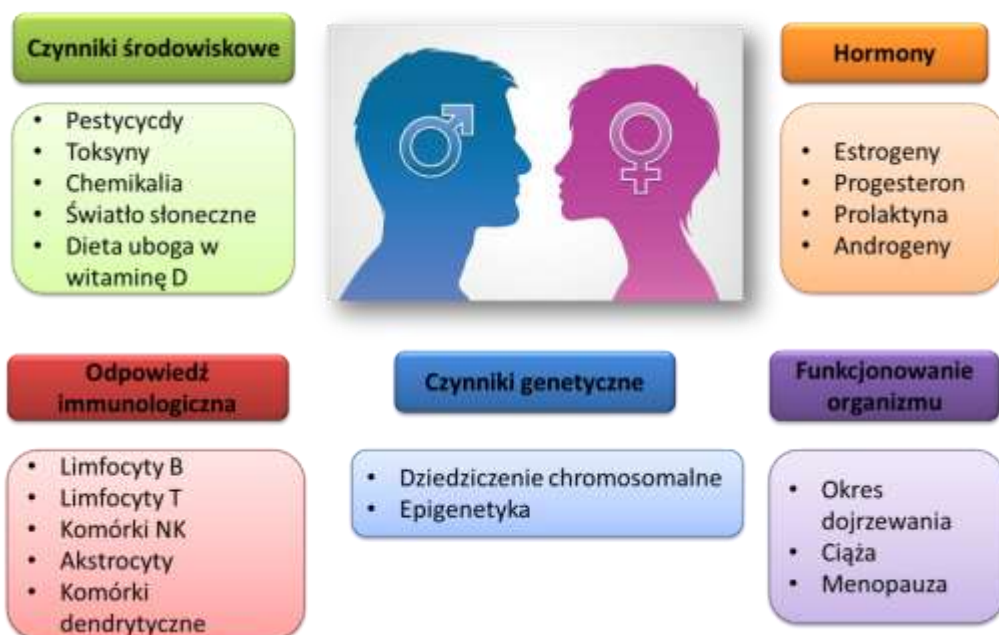 Czynniki środowiskowe
• Pestycycdy
• Toksyny
• Chemikalia
• Światło słoneczne
• Dieta uboga w
witaminę D
Hormony
• Estrogeny
• Progesteron
• Prolaktyna
• Androgeny
Odpowiedź
immunologiczna
• Limfocyty B
• Limfocyty T
• Komórki NK
• Akstrocyty
• Komórki
dendrytyczne
Czynniki genetyczne
• Dziedziczenie chromosomalne
• Epigenetyka
Funkcjonowanie
organizmu
• Okres
dojrzewania
• Ciąża
• Menopauza